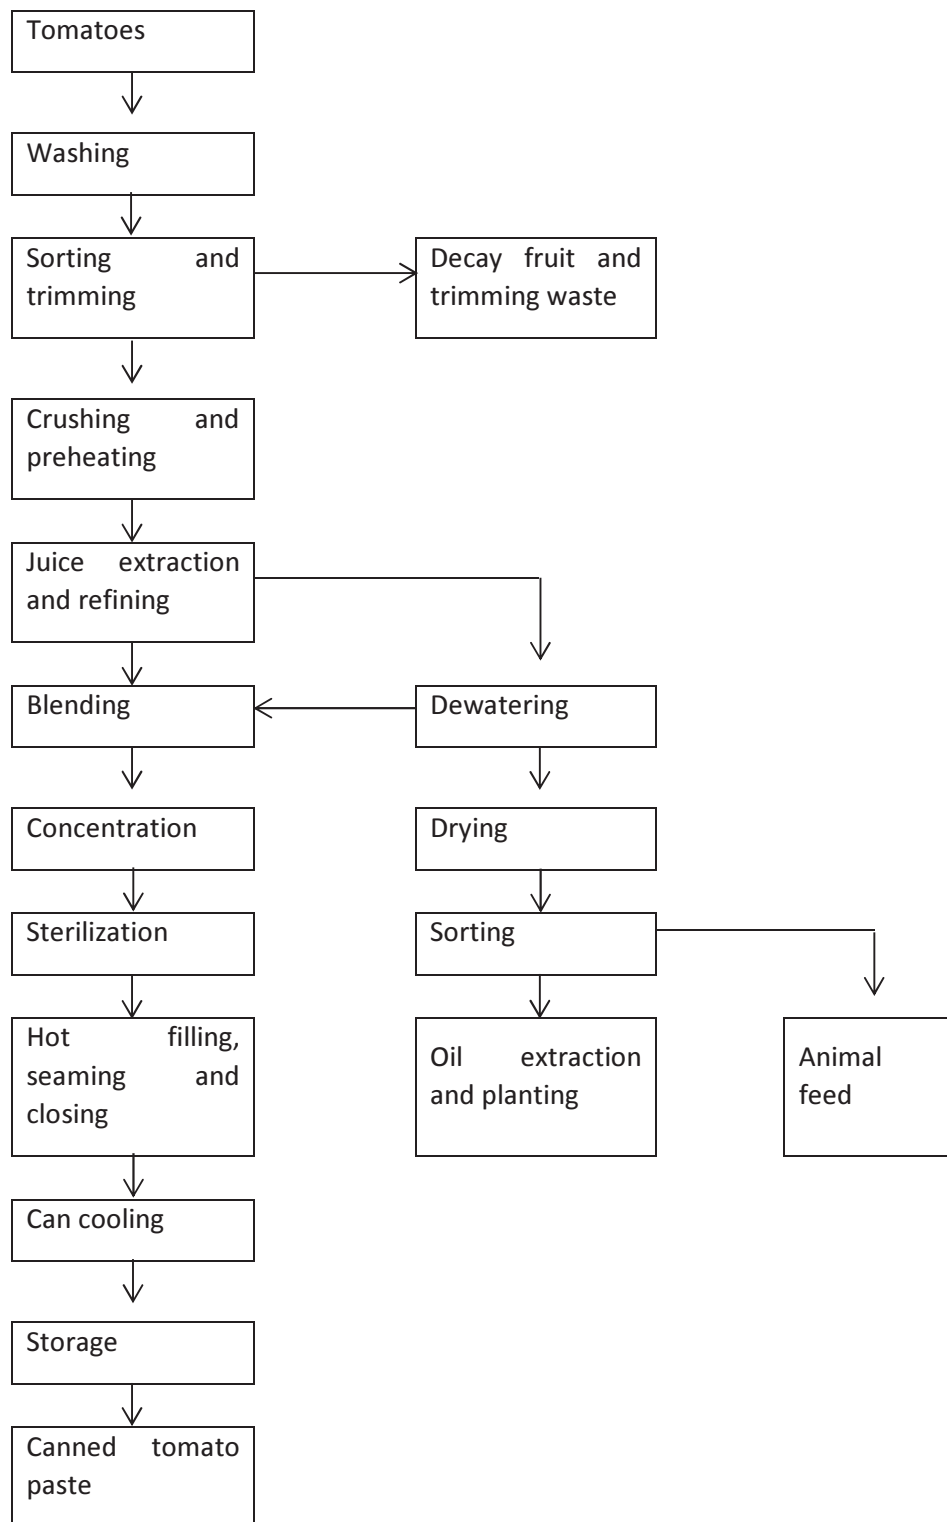 Tomatoes
Washing
Sorting and
trimming
Decay fruit and
trimming waste
Crushing and
preheating
Juice extraction
and refining
Blending
Dewatering
Concentration
Drying
Sterilization
Sorting
Hot filling,
seaming and
closing
Oil extraction
and planting
Animal
feed
Can cooling
Storage
Canned tomato
paste